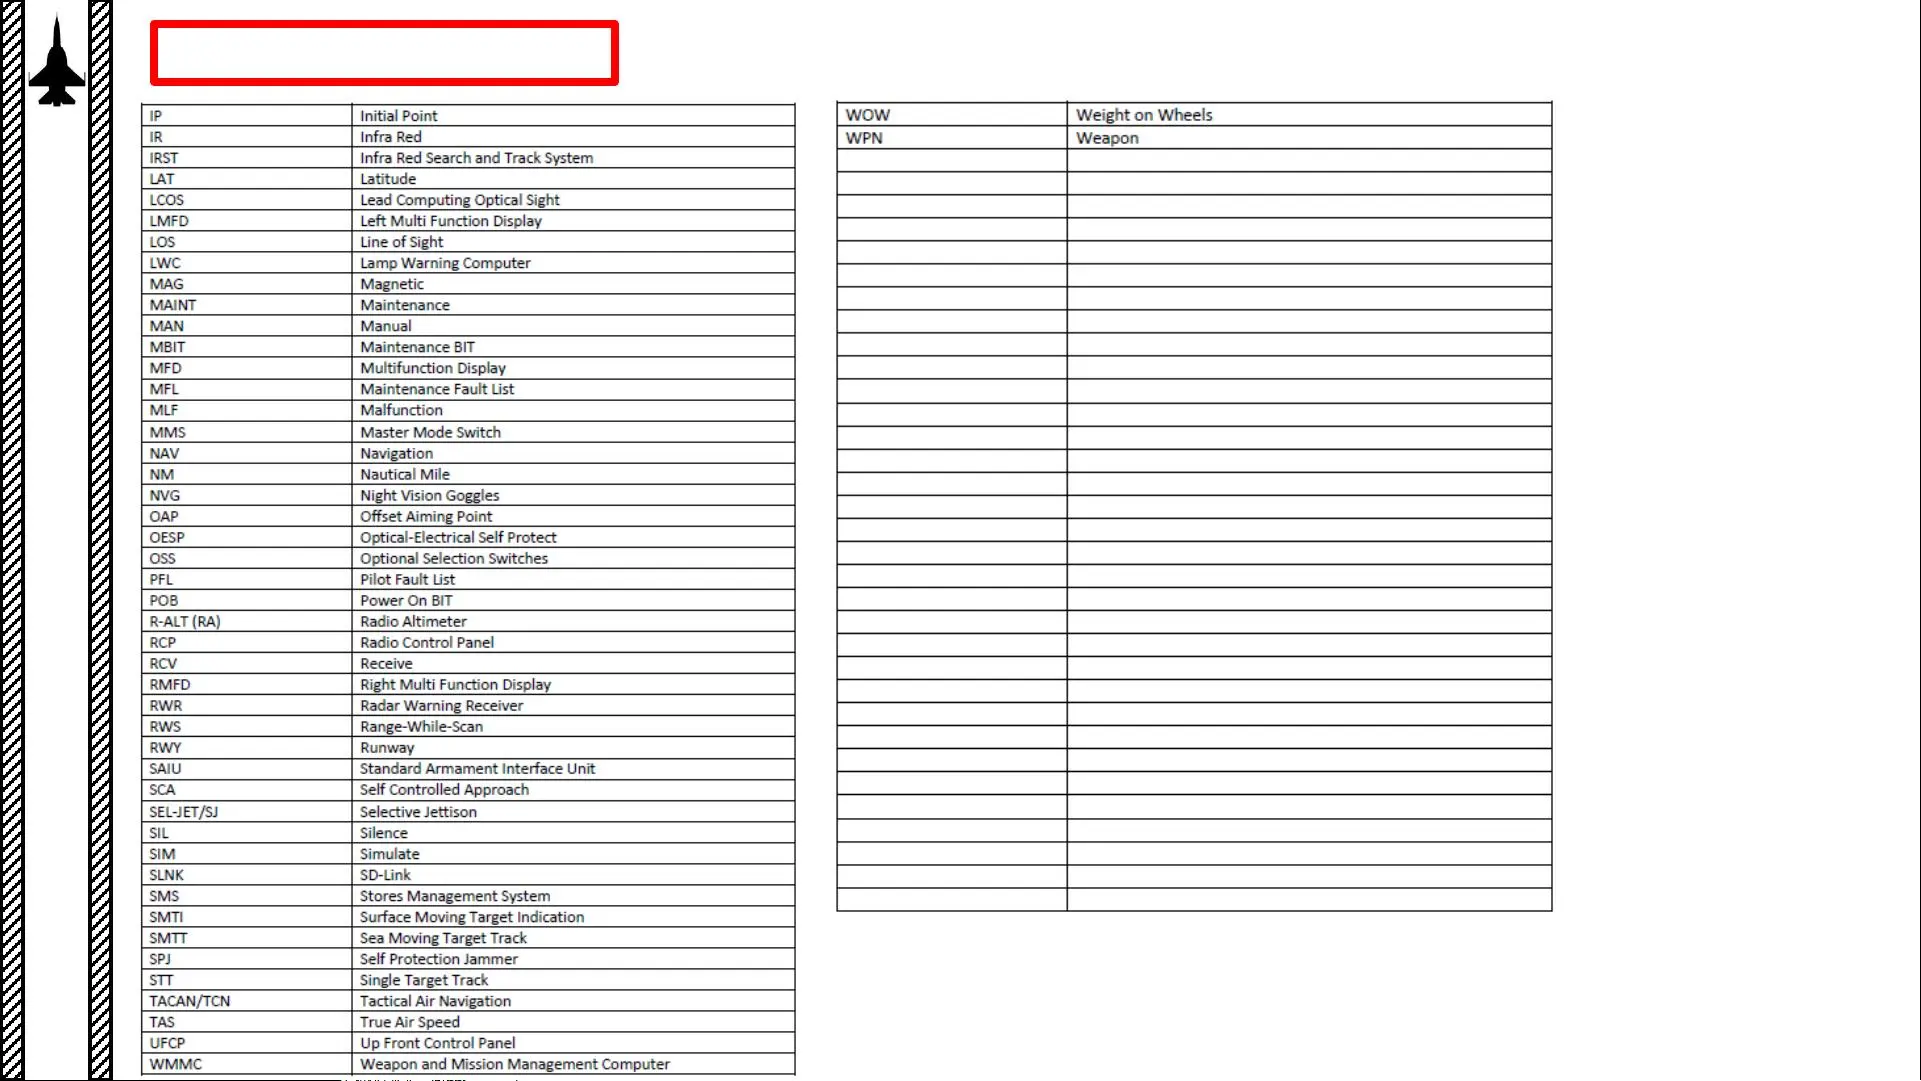 IP Initial Point
IR Infra Red
IRST Infra Red Search and Track System
LAT Latitude
LCOS Lead Computing Optical Sight
LMFD Left Multi Function Display
LOS Line of Sight
LWC Lamp Warning Computer
MAG Magnetic
MAINT Maintenance
MAN Manual
MBIT Maintenance BIT
MFD Multifunction Display
MFL Maintenance Fault List
MLF Malfunction
MMS Master Mode Switch
NAV Navigation
NM Nautical Mile
NVG Night Vision Goggles
OAP Offset Aiming Point
OESP Optical-Electrical Self Protect
OSS Optional Selection Switches
PFL Pilot Fault List
POB Power On BIT
R-ALT (RA) Radio Altimeter
RCP Radio Control Panel
RCV Receive
RMFD Right Multi Function Display
RWR Radar Warning Receiver
RWS Range-While-Scan
RWY Runway
SAIU Standard Armament Interface Unit
SCA Self Controlled Approach
SEL-JET/SJ Selective Jettison
SIL Silence
SIM Simulate
SLNK SD-Link
SMS Stores Management System
SMTI Surface Moving Target Indication
SMTT Sea Moving Target Track
SPJ Self Protection Jammer
STT Single Target Track
TACAN/TCN Tactical Air Navigation
TAS True Air Speed
UFCP Up Front Control Panel
WMMC Weapon and Mission Management Computer
WOW Weight on Wheels
WPN Weapon